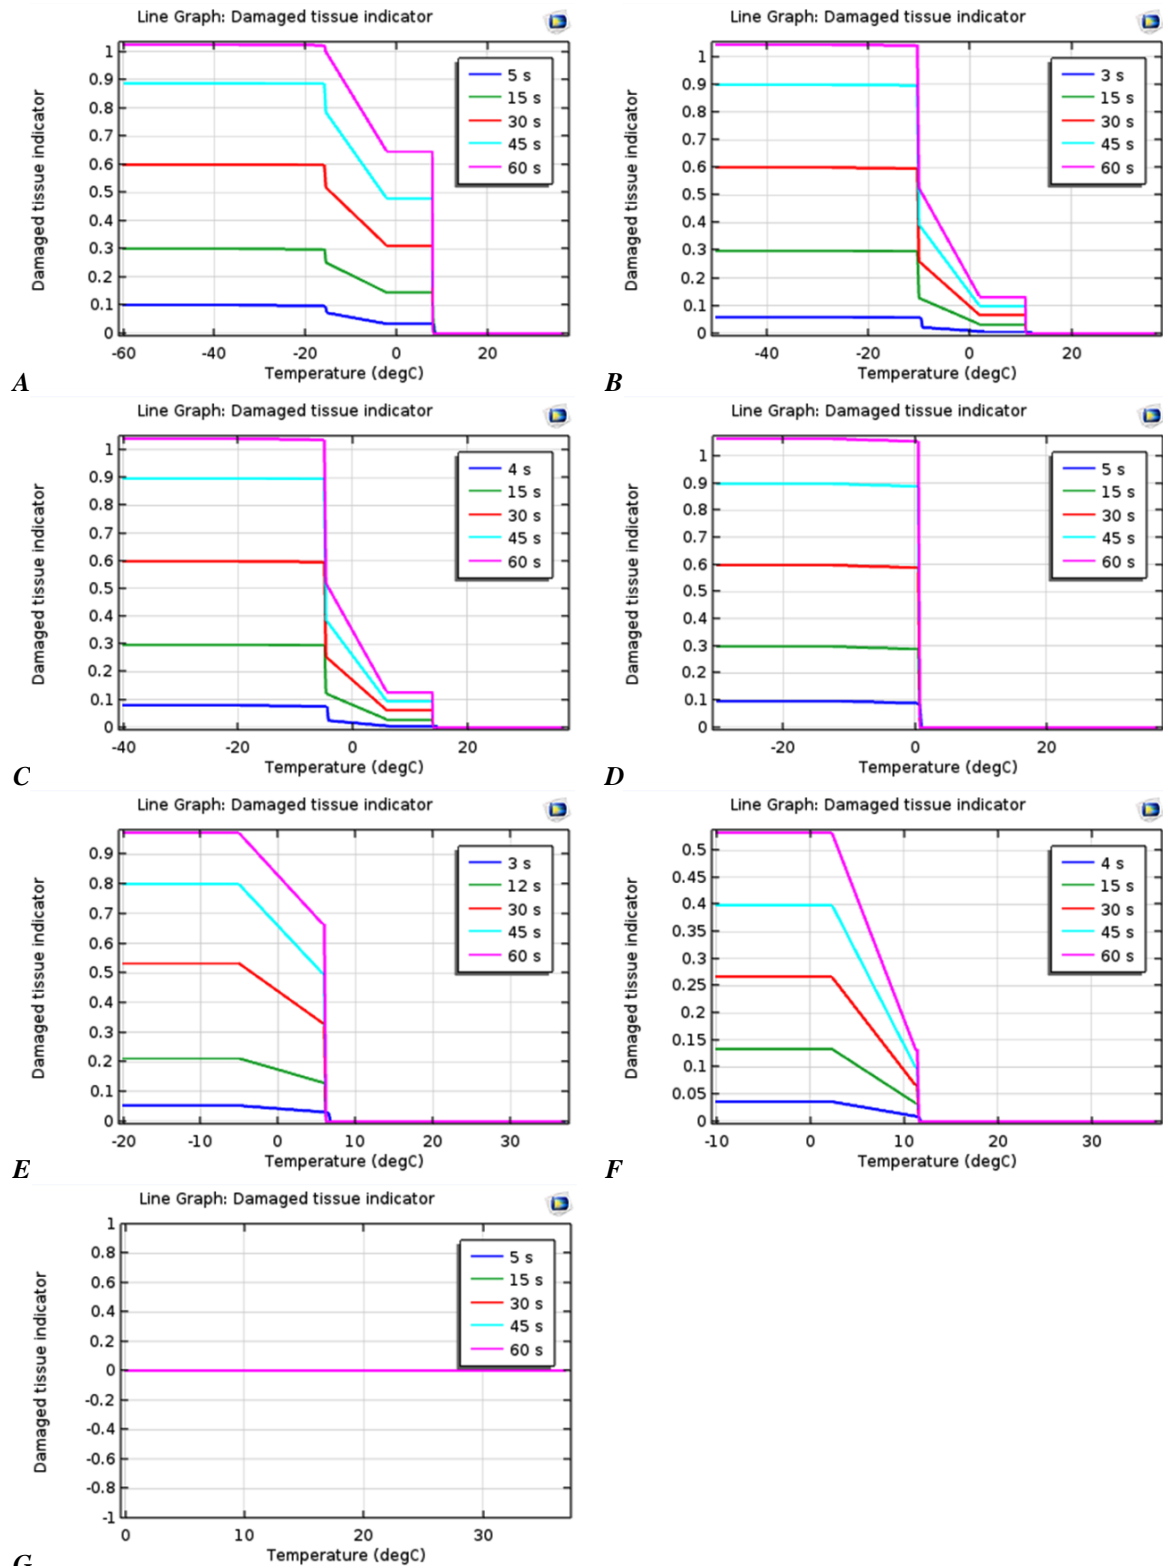 Line Graph: Damaged tissue indicator
1
0.9
0.8
0.7
0.6
0.5
0.4
0.3
0.2
0.1
0
Damaged tissue indicator
5 s
15 s
30 s
45 s
60 s
-60 -40 -20 0 20
Temperature (degC)
A
Line Graph: Damaged tissue indicator
1
0.9
0.8
0.7
0.6
0.5
0.4
0.3
0.2
0.1
0
Damaged tissue indicator
3 s
15 s
30 s
45 s
60 s
-40 -20 0 20
Temperature (degC)
B
Line Graph: Damaged tissue indicator
1
0.9
0.8
0.7
0.6
0.5
0.4
0.3
0.2
0.1
0
Damaged tissue indicator
4 s
15 s
30 s
45 s
60 s
-40 -20 0 20
Temperature (degC)
C
Line Graph: Damaged tissue indicator
1
0.9
0.8
0.7
0.6
0.5
0.4
0.3
0.2
0.1
0
Damaged tissue indicator
5 s
15 s
30 s
45 s
60 s
-20 0 20
Temperature (degC)
D
Line Graph: Damaged tissue indicator
0.9
0.8
0.7
0.6
0.5
0.4
0.3
0.2
0.1
0
Damaged tissue indicator
3 s
12 s
30 s
45 s
60 s
-20 -10 0 10 20 30
Temperature (degC)
E
Line Graph: Damaged tissue indicator
0.5
0.45
0.4
0.35
0.3
0.25
0.2
0.15
0.1
0.05
0
Damaged tissue indicator
4 s
15 s
30 s
45 s
60 s
-10 0 10 20 30
Temperature (degC)
F
Line Graph: Damaged tissue indicator
1
0.8
0.6
0.4
0.2
0
-0.2
-0.4
-0.6
-0.8
-1
Damaged tissue indicator
5 s
15 s
30 s
45 s
60 s
0 10 20 30
Temperature (degC)
G